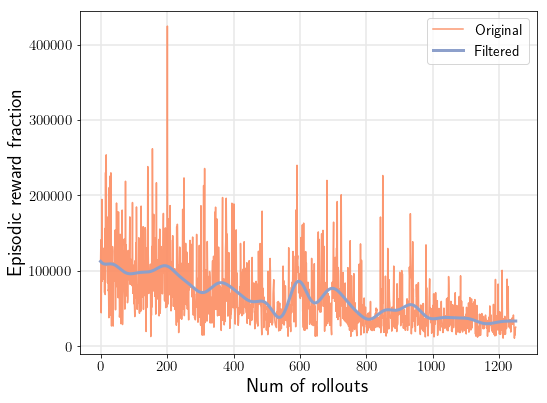 Original
Filtered
400000
300000
200000
100000
0
Episodic reward fraction
0 200 400 600 800 1000 1200
Num of rollouts